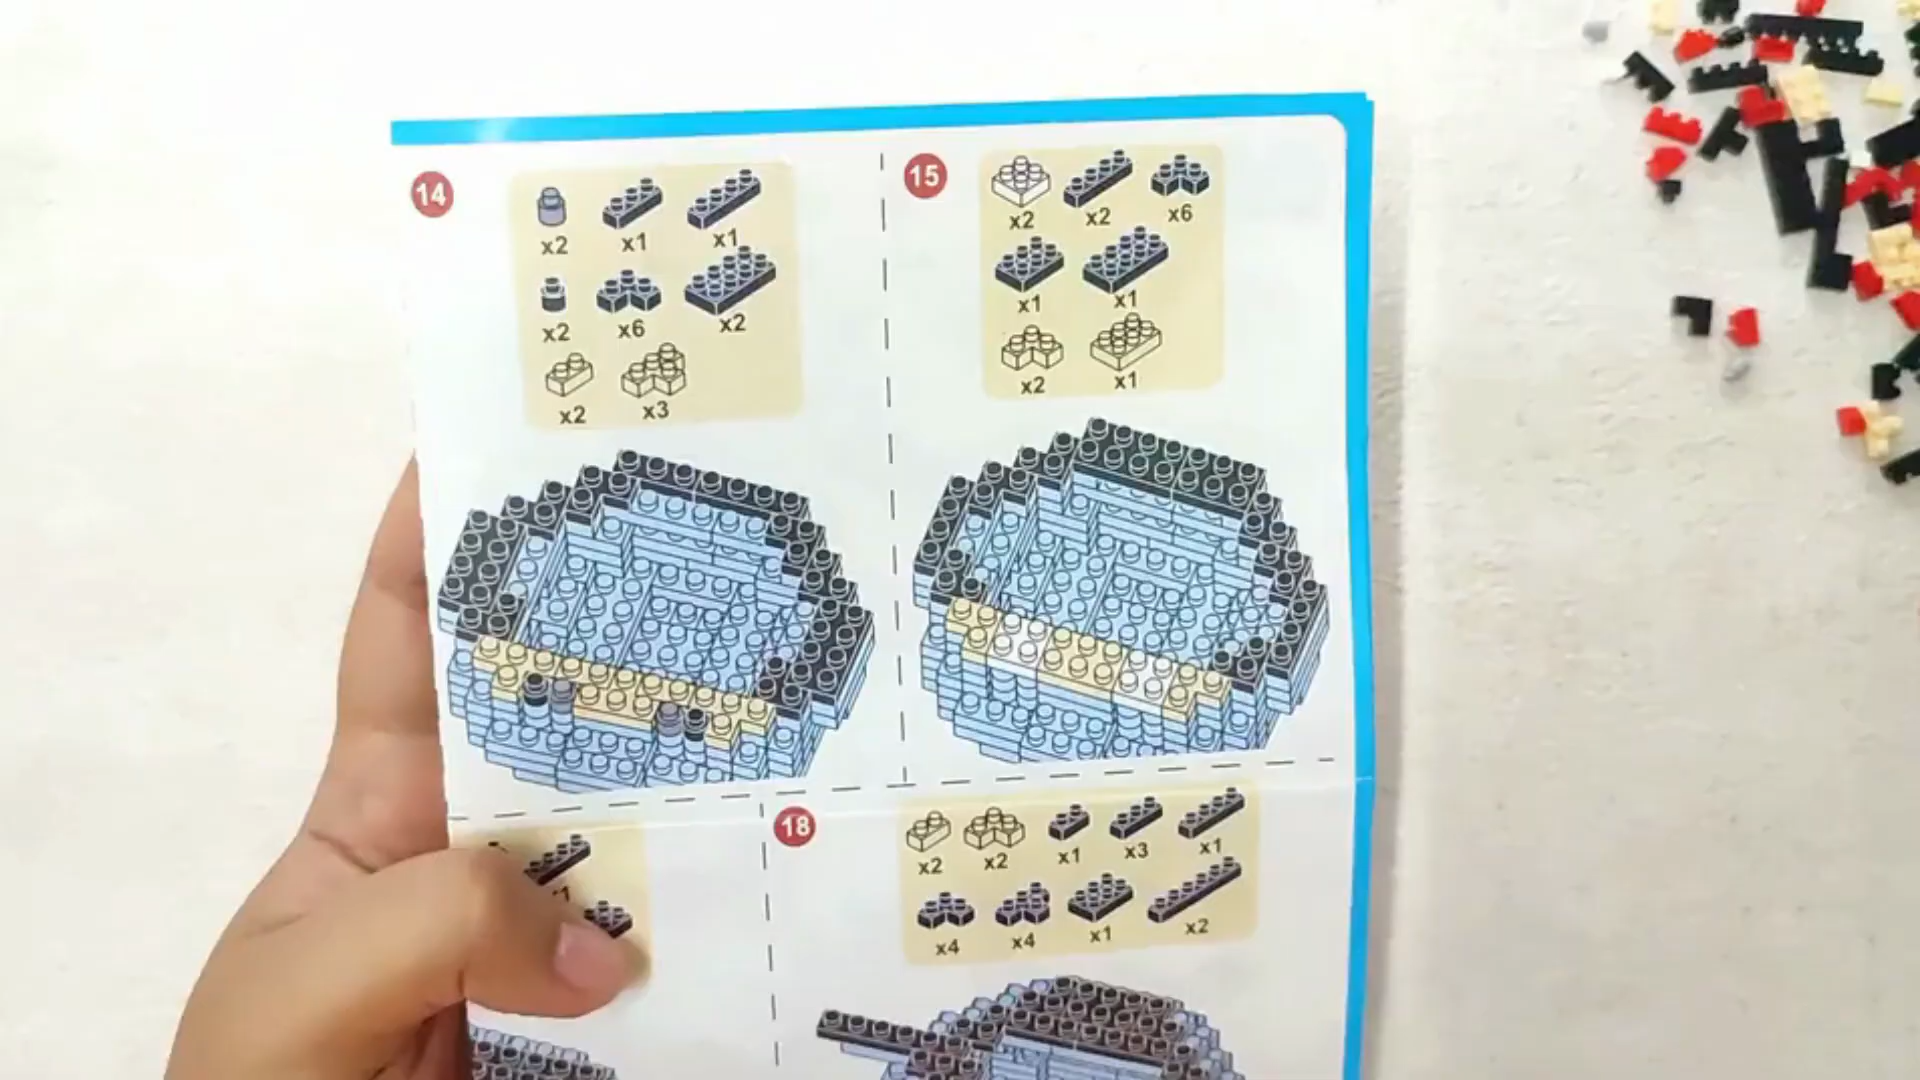 14
x2 x1 x1
x2 x6 x2
x2 x3
15
x2 x2 x6
x1 x1
x2 x1
18
x2 x2 x1 x3 x1
x4 x4 x1 x2